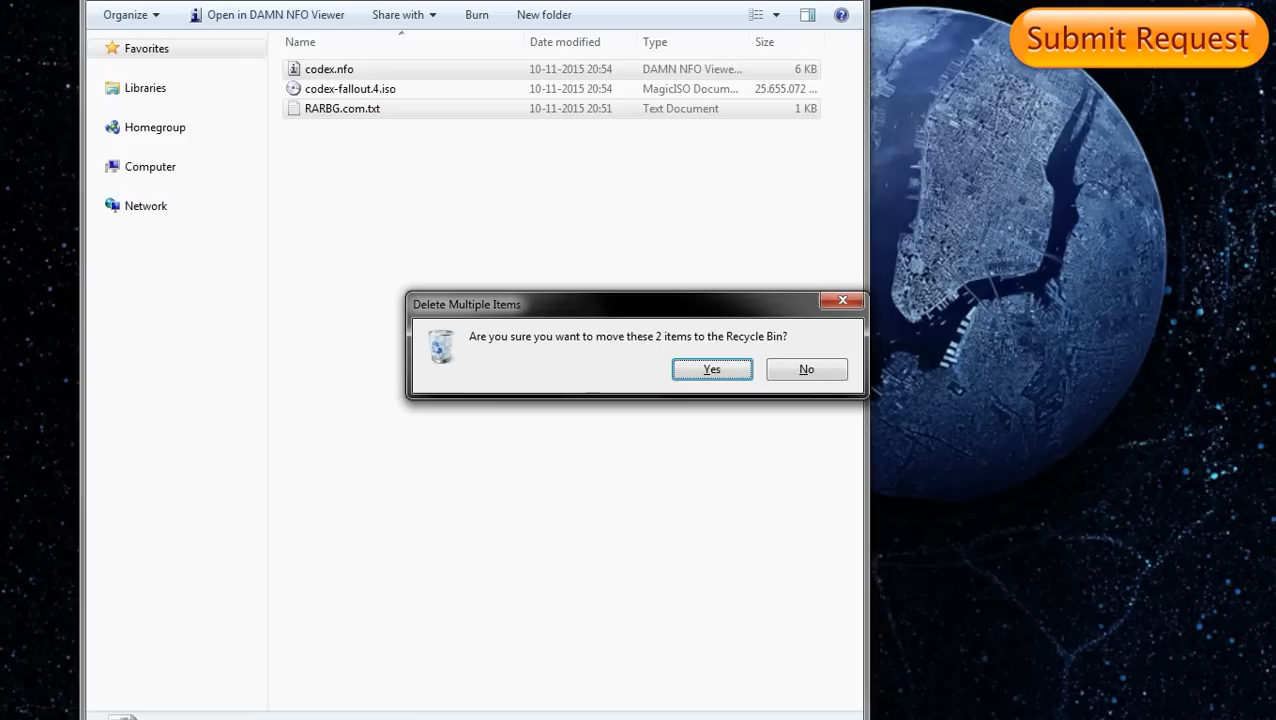 Organize Open in DAMN NFO Viewer Share with Burn New folder
Submit Request
Favorites
Libraries
Homegroup
Computer
Network
Name Date modified Type Size
codex.nfo 10-11-2015 20:54 DAMN NFO Viewe... 6 KB
codex-fallout.4.iso 10-11-2015 20:54 MagicISO Docum... 25.655.072 ...
RARBG.com.txt 10-11-2015 20:51 Text Document 1 KB
Delete Multiple Items
Are you sure you want to move these 2 items to the Recycle Bin?
Yes No